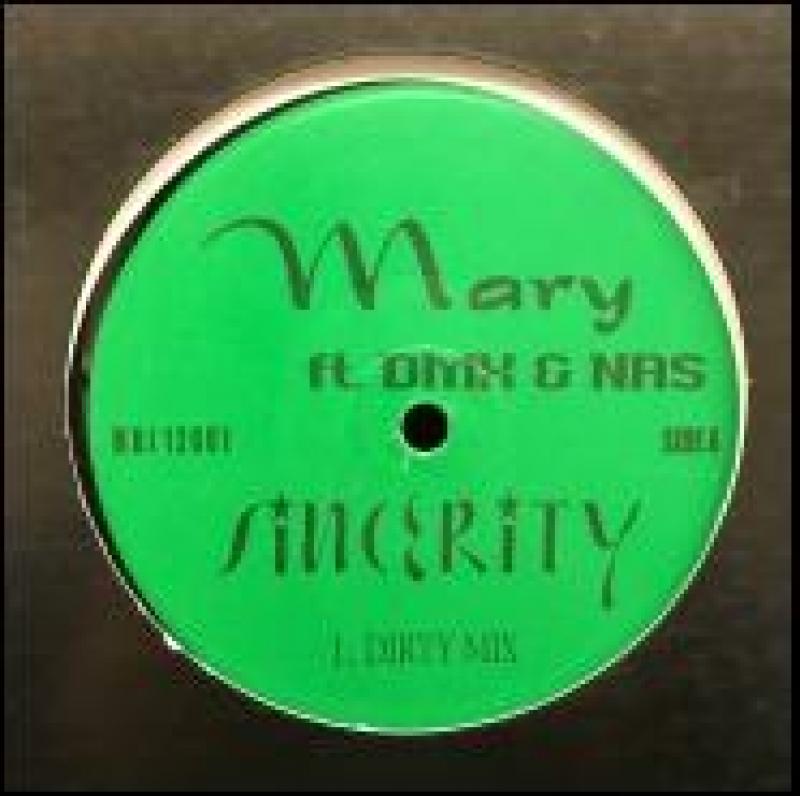 Mary
ft. DMX & NAS
SIDE A
SiNCERiTY
1. DIRTY MIX